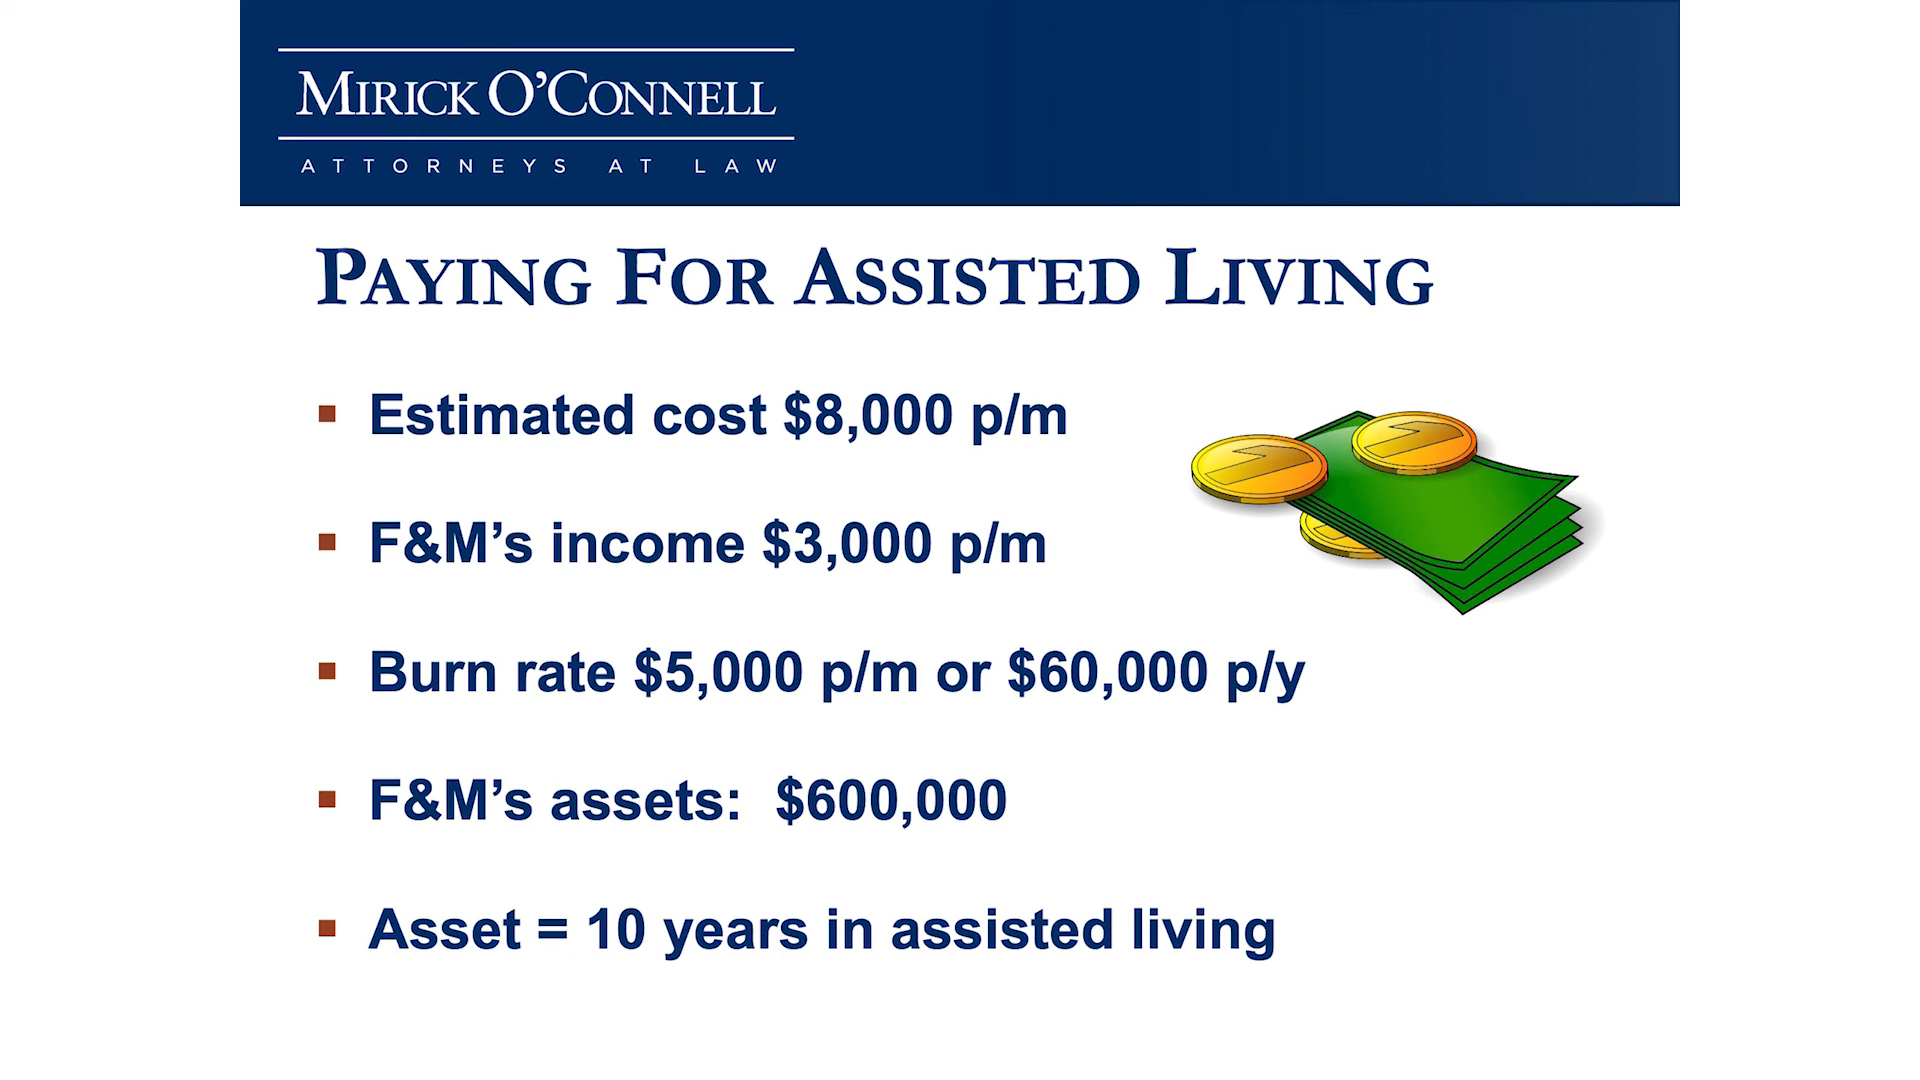 MIRICK O’CONNELL
ATTORNEYS AT LAW
PAYING FOR ASSISTED LIVING
▪ Estimated cost $8,000 p/m
▪ F&M’s income $3,000 p/m
▪ Burn rate $5,000 p/m or $60,000 p/y
▪ F&M’s assets: $600,000
▪ Asset = 10 years in assisted living